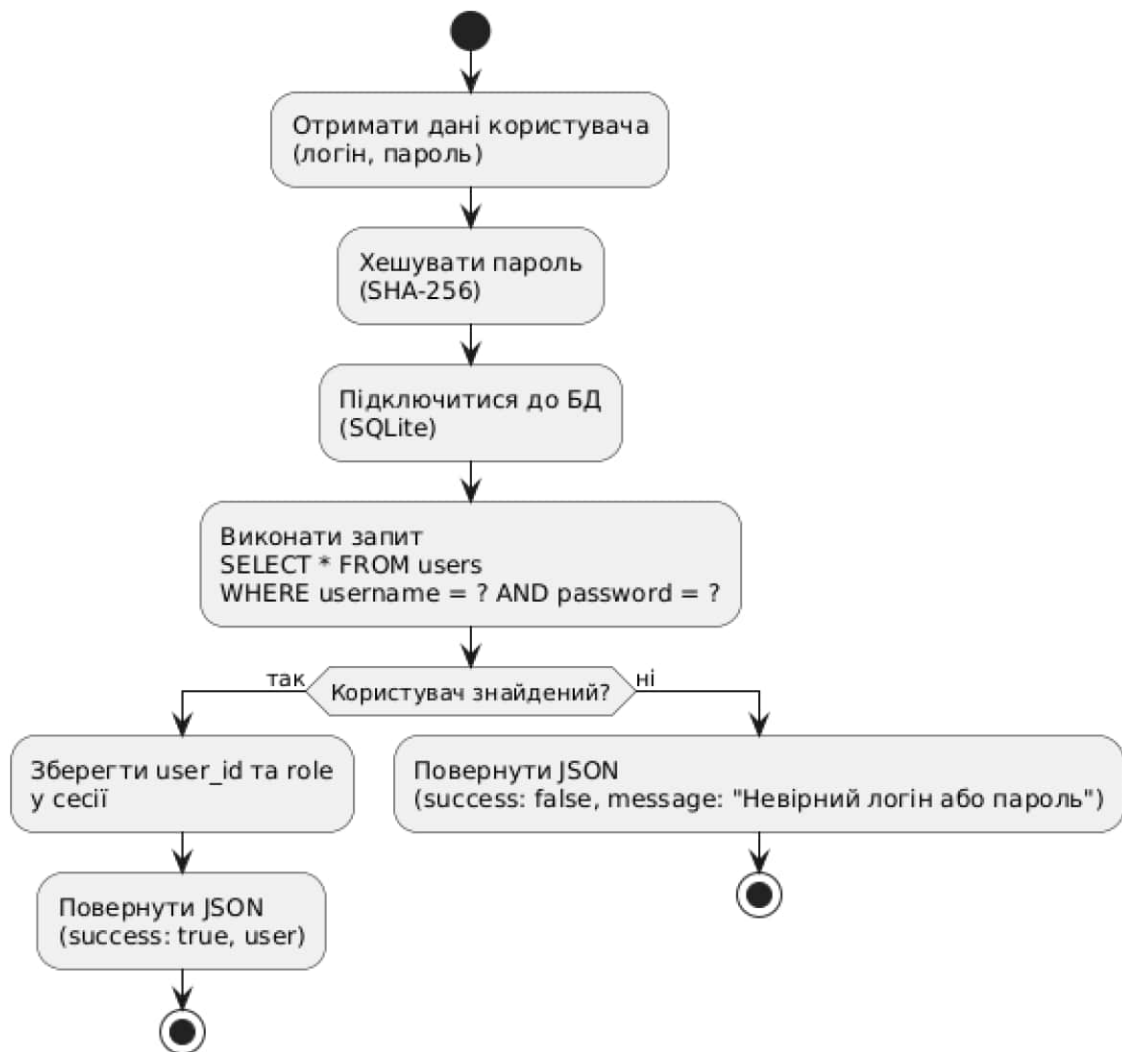 Отримати дані користувача
(логін, пароль)
Хешувати пароль
(SHA-256)
Підключитися до БД
(SQLite)
Виконати запит
SELECT * FROM users
WHERE username = ? AND password = ?
так
Користувач знайдений?
ні
Зберегти user_id та role
у сесії
Повернути JSON
(success: true, user)
Повернути JSON
(success: false, message: "Невірний логін або пароль")